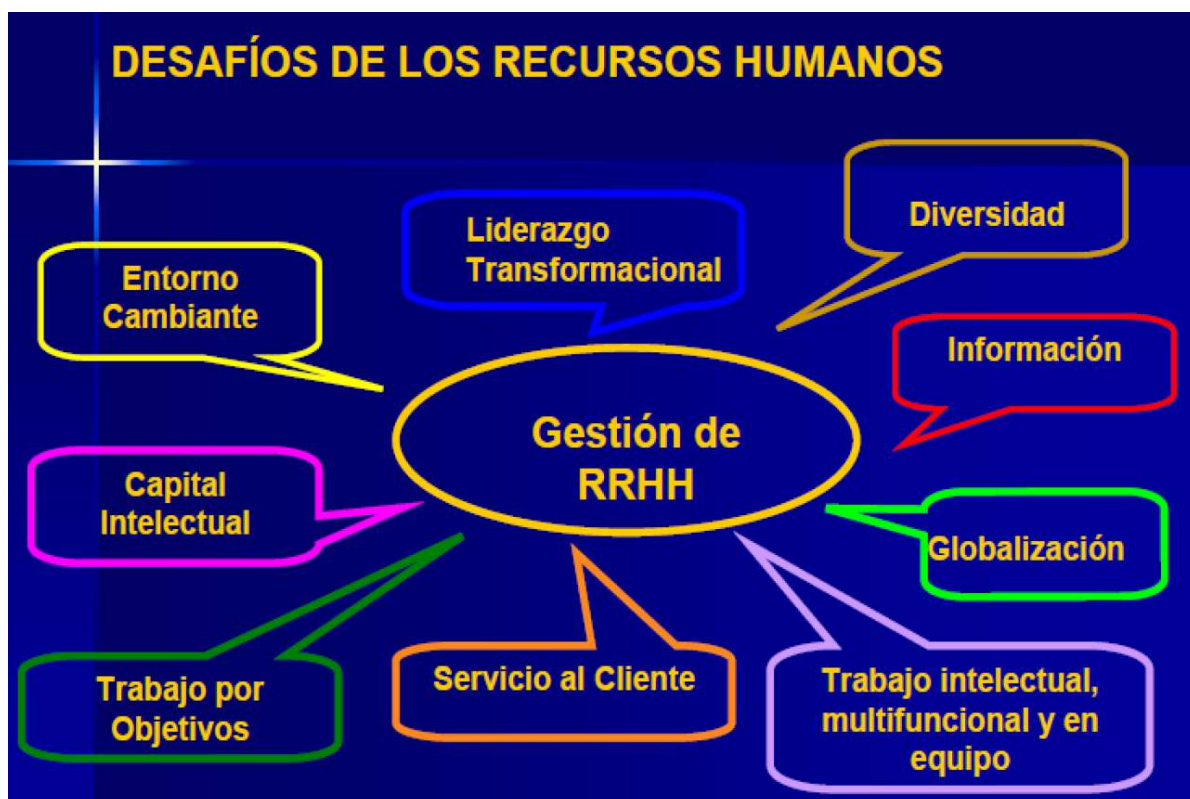 DESAFÍOS DE LOS RECURSOS HUMANOS
Diversidad
Liderazgo
Transformacional
Entorno
Cambiante
Información
Gestión de
RRHH
Capital
Intelectual
Globalización
Servicio al Cliente
Trabajo por
Objetivos
Trabajo intelectual,
multifuncional y en
equipo